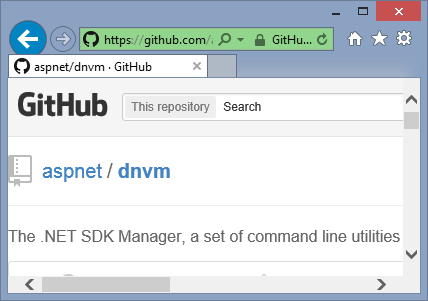 https://github.com/a
GitHu...
aspnet/dnvm · GitHub
GitHub
This repository
Search
aspnet / dnvm
The .NET SDK Manager, a set of command line utilities